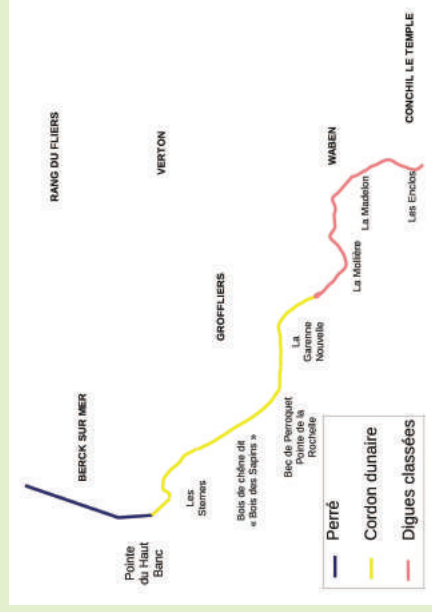 RANG DU FLIERS
BERCK SUR MER
VERTON
Pointe
du Haut
Banc
Les
Sternes
GROFFLIERS
Bois de chêne dit
« Bois des Sapins »
Bec de Perroquet
Pointe de la
Rochelle
La
Garenne
Nouvelle
WABEN
La Mollière
La Madelon
Les Enclos
CONCHIL LE TEMPLE
Perré
Cordon dunaire
Digues classées